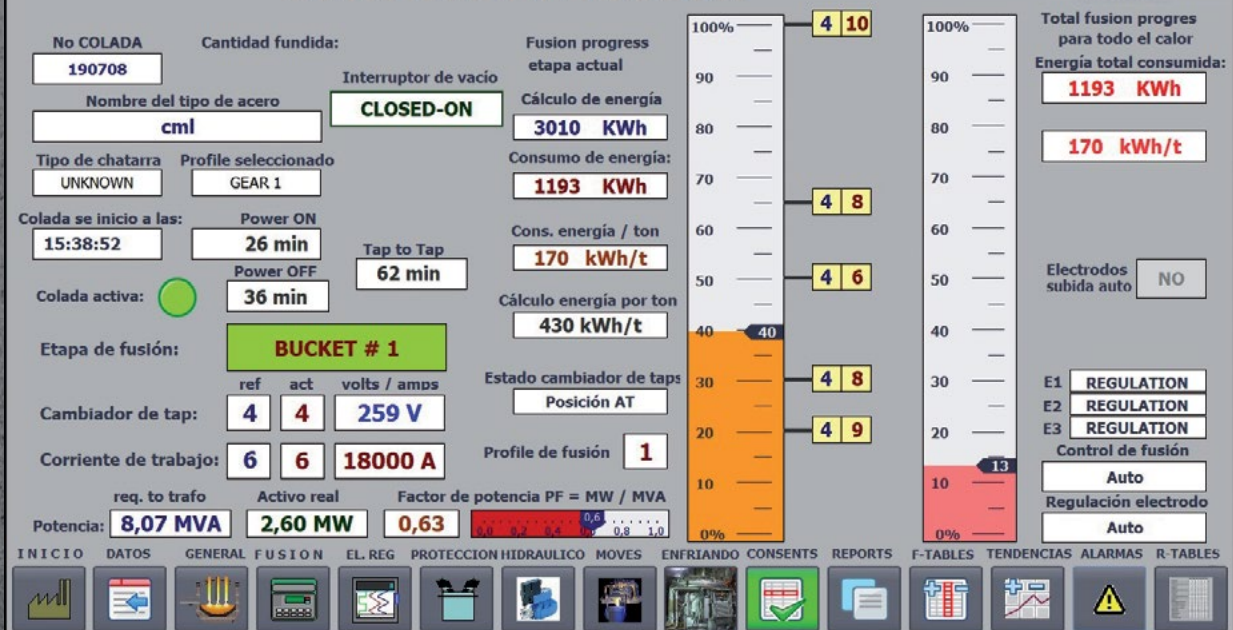 No COLADA
190708
Cantidad fundida:
Nombre del tipo de acero
cml
Interruptor de vacío
CLOSED-ON
Tipo de chatarra
UNKNOWN
Profile seleccionado
GEAR 1
Colada se inicio a las:
15:38:52
Power ON
26 min
Power OFF
36 min
Tap to Tap
62 min
Colada activa:
Etapa de fusión:
BUCKET # 1
ref act volts / amps
Cambiador de tap: 4 4 259 V
Corriente de trabajo: 6 6 18000 A
req. to trafo
Activo real
Factor de potencia PF = MW / MVA
Potencia: 8,07 MVA 2,60 MW 0,63
0,6
0,0 0,2 0,4 0,8 1,0
Fusion progress
etapa actual
Cálculo de energía
3010 KWh
Consumo de energía:
1193 KWh
Cons. energía / ton
170 kWh/t
Cálculo energía por ton
430 kWh/t
Estado cambiador de taps
Posición AT
Profile de fusión 1
100%
90
80
70
60
50
40
30
20
10
0%
40
4 10
4 8
4 6
4 8
4 9
100%
90
80
70
60
50
40
30
20
10
0%
13
Total fusion progres
para todo el calor
Energía total consumida:
1193 KWh
170 kWh/t
Electrodos
subida auto
NO
E1 REGULATION
E2 REGULATION
E3 REGULATION
Control de fusión
Auto
Regulación electrodo
Auto
INICIO DATOS GENERAL FUSION EL. REG PROTECCION HIDRAULICO MOVES ENFRIANDO CONSENTS REPORTS F-TABLES TENDENCIAS ALARMAS R-TABLES